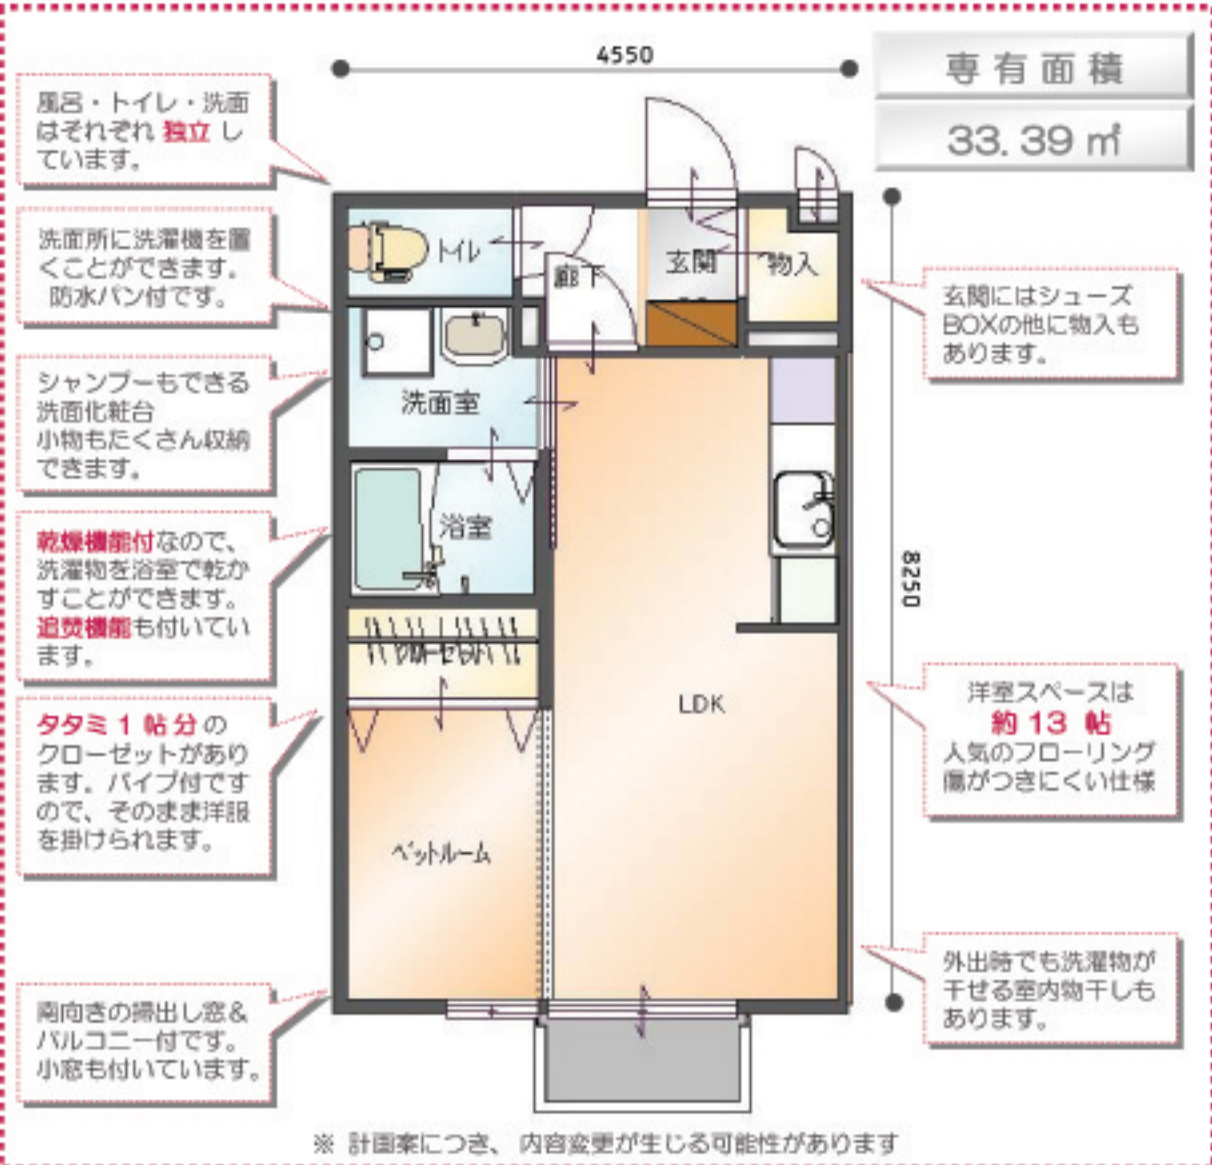 4550
専有面積
33.39 ㎡
風呂・トイレ・洗面
はそれぞれ 独立 し
ています。
洗面所に洗濯機を置
くことができます。
防水パン付です。
シャンプーもできる
洗面化粧台
小物もたくさん収納
できます。
乾燥機能付なので、
洗濯物を浴室で乾か
すことができます。
追焚機能も付いてい
ます。
タタミ 1 帖分 の
クローゼットがあり
ます。パイプ付です
ので、そのまま洋服
を掛けられます。
南向きの掃出し窓&
バルコニー付です。
小窓も付いています。
トイレ
廊下
玄関
物入
洗面室
浴室
クローゼット
LDK
ベットルーム
玄関にはシューズ
BOXの他に物入も
あります。
8250
洋室スペースは
約 13 帖
人気のフローリング
傷がつきにくい仕様
外出時でも洗濯物が
干せる室内物干しも
あります。
※ 計画案につき、 内容変更が生じる可能性があります